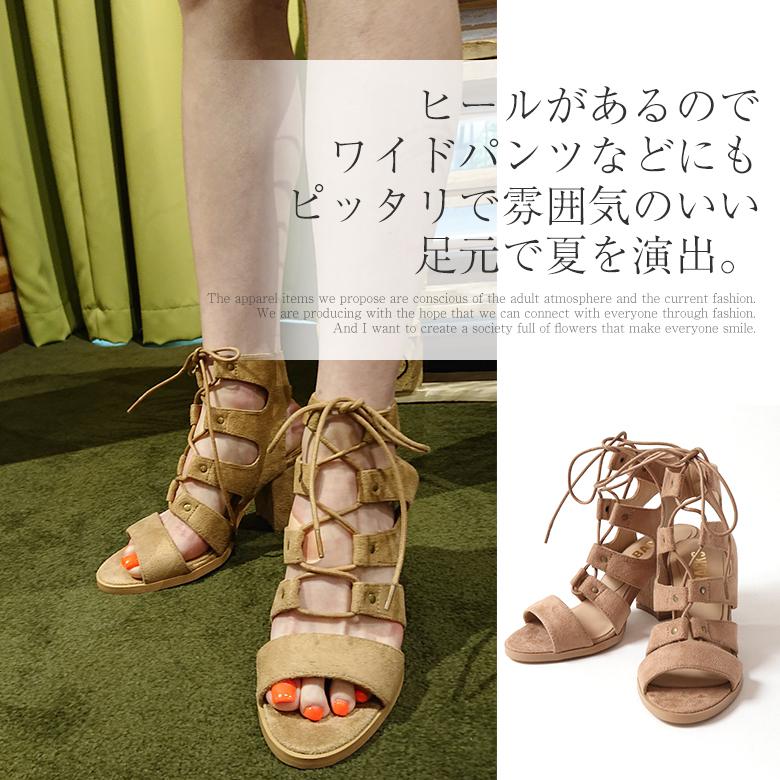 ヒールがあるので
ワイドパンツなどにも
ピッタリで雰囲気のいい
足元で夏を演出。
The apparel items we propose are conscious of the adult atmosphere and the current fashion.
We are producing with the hope that we can connect with everyone through fashion.
And I want to create a society full of flowers that make everyone smile.